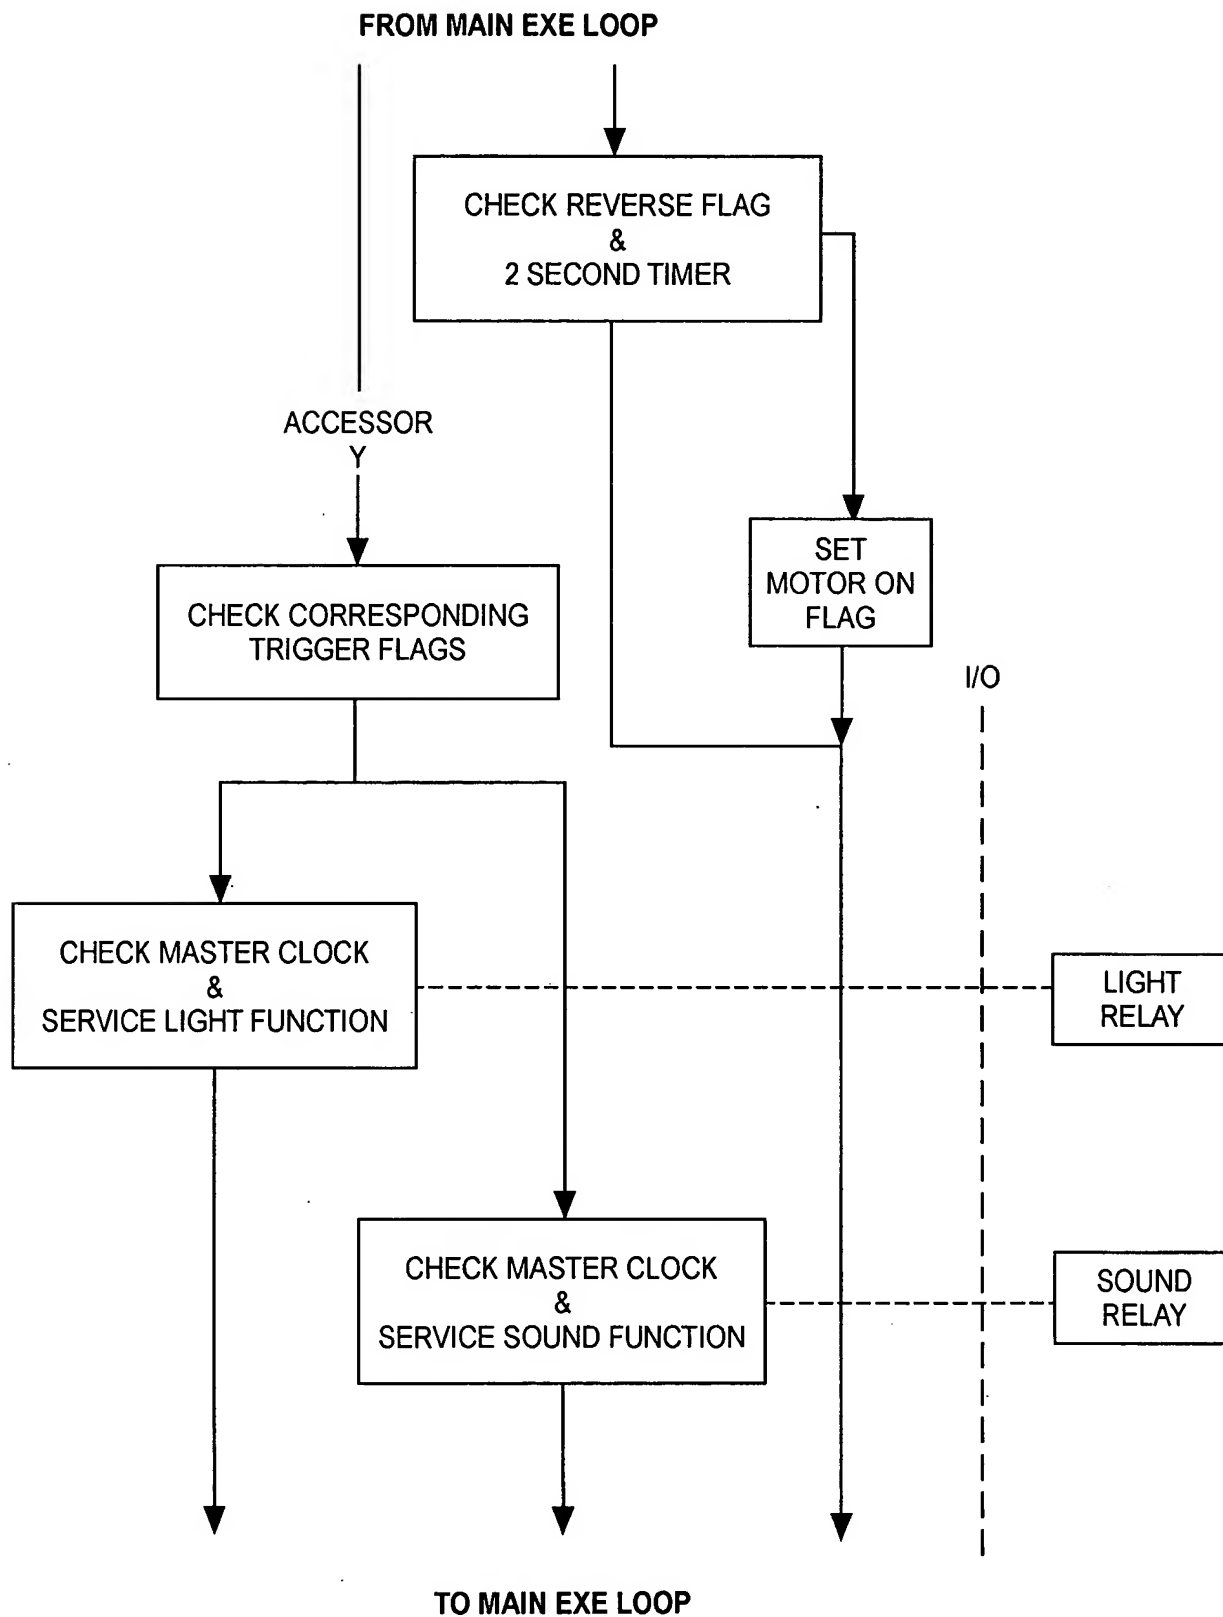 FROM MAIN EXE LOOP
CHECK REVERSE FLAG
&
2 SECOND TIMER
ACCESSOR
Y
SET
MOTOR ON
FLAG
CHECK CORRESPONDING
TRIGGER FLAGS
I/O
CHECK MASTER CLOCK
&
SERVICE LIGHT FUNCTION
LIGHT
RELAY
CHECK MASTER CLOCK
&
SERVICE SOUND FUNCTION
SOUND
RELAY
TO MAIN EXE LOOP